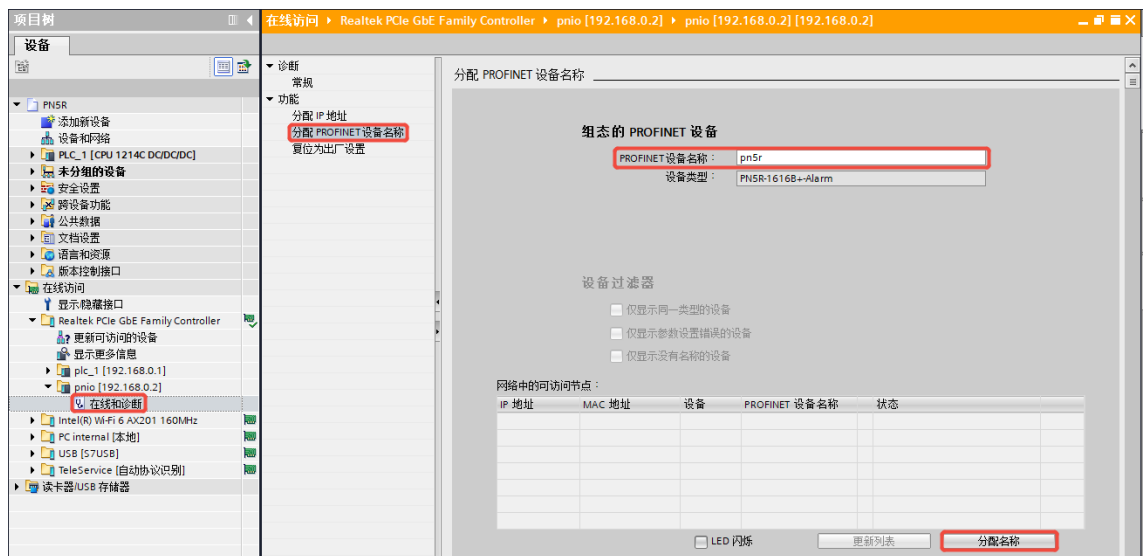 项目树
在线访问 ▸ Realtek PCIe GbE Family Controller ▸ pnio [192.168.0.2] ▸ pnio [192.168.0.2] [192.168.0.2]
设备
PN5R
添加新设备
设备和网络
PLC_1 [CPU 1214C DC/DC/DC]
未分组的设备
安全设置
跨设备功能
公共数据
文档设置
语言和资源
版本控制接口
在线访问
显示/隐藏接口
Realtek PCIe GbE Family Controller
更新可访问的设备
显示更多信息
plc_1 [192.168.0.1]
pnio [192.168.0.2]
在线和诊断
Intel(R) Wi-Fi 6 AX201 160MHz
PC internal [本地]
USB [S7USB]
TeleService [自动协议识别]
读卡器/USB 存储器
诊断
常规
功能
分配 IP 地址
分配 PROFINET 设备名称
复位为出厂设置
分配 PROFINET 设备名称
组态的 PROFINET 设备
PROFINET设备名称： pn5r
设备类型： PN5R-1616B+-Alarm
设备过滤器
仅显示同一类型的设备
仅显示参数设置错误的设备
仅显示没有名称的设备
网络中的可访问节点：
IP 地址 MAC 地址 设备 PROFINET 设备名称 状态
LED 闪烁 更新列表 分配名称